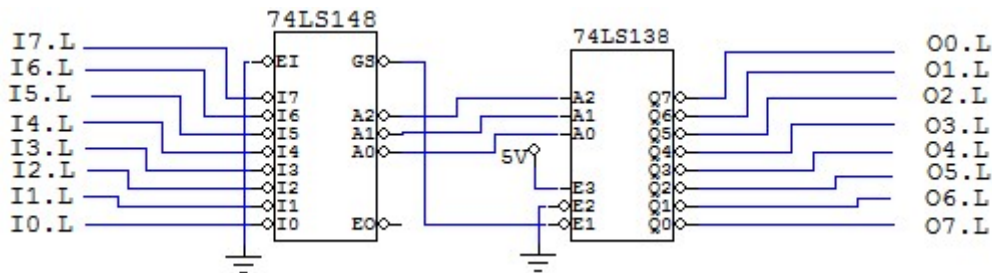 74LS148
74LS138
I7.L
I6.L
I5.L
I4.L
I3.L
I2.L
I1.L
I0.L
EI
I7
I6
I5
I4
I3
I2
I1
I0
GS
A2
A1
A0
EO
5V
A2
A1
A0
E3
E2
E1
Q7
Q6
Q5
Q4
Q3
Q2
Q1
Q0
O0.L
O1.L
O2.L
O3.L
O4.L
O5.L
O6.L
O7.L